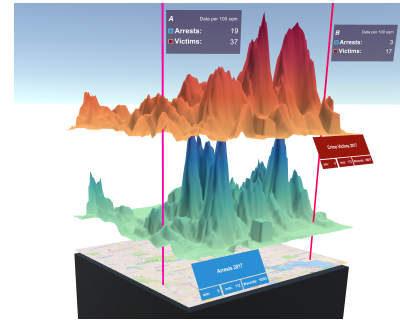 A
Data per 100 sqm
Arrests: 19
Victims: 37
B
Data per 100 sqm
Arrests: 3
Victims: 17
Crime Victims 2017
Arrests 2017